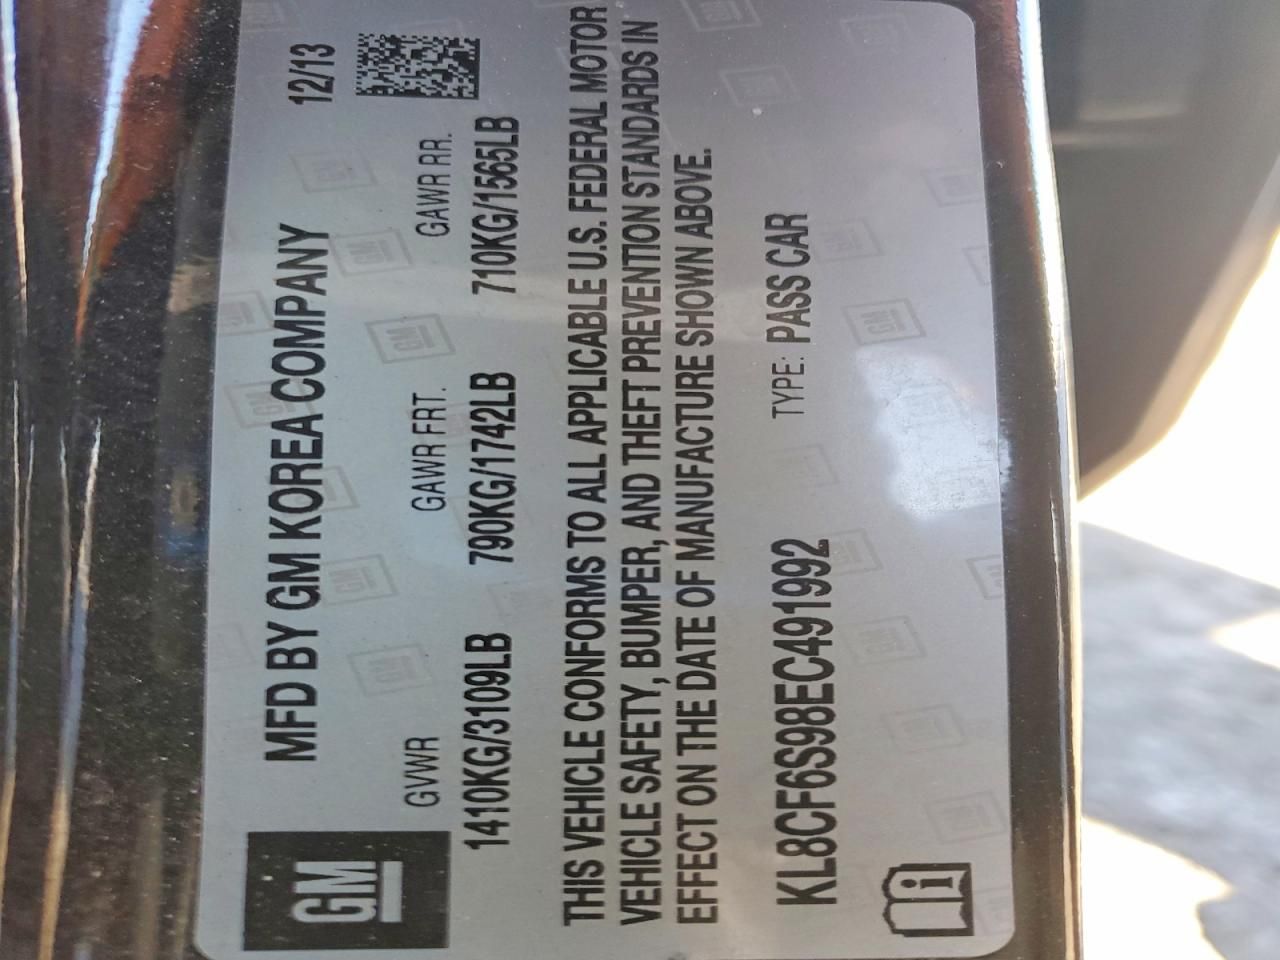 GM
MFD BY GM KOREA COMPANY 12/13
GVWR GAWR FRT. GAWR RR.
1410KG/3109LB 790KG/1742LB 710KG/1565LB
THIS VEHICLE CONFORMS TO ALL APPLICABLE U.S. FEDERAL MOTOR
VEHICLE SAFETY, BUMPER, AND THEFT PREVENTION STANDARDS IN
EFFECT ON THE DATE OF MANUFACTURE SHOWN ABOVE.
KL8CF6S98EC491992 TYPE: PASS CAR